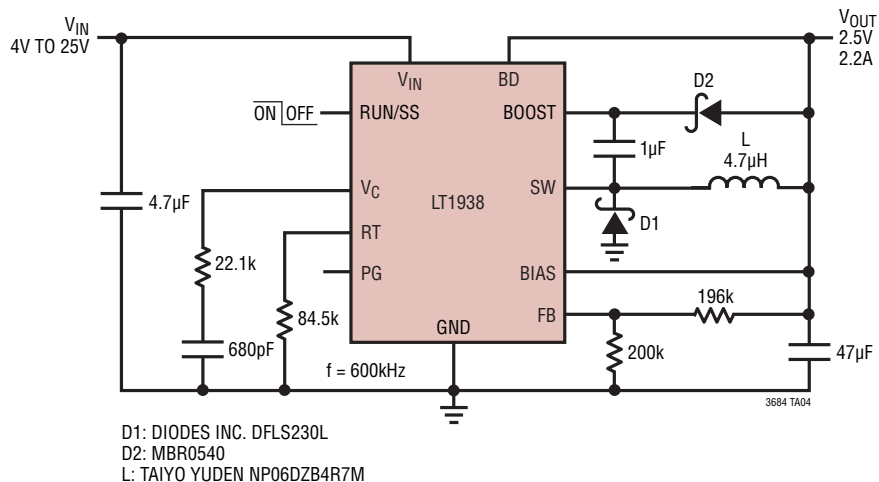 VIN
4V TO 25V
VOUT
2.5V
2.2A
VIN
BD
D2
ON OFF
RUN/SS
BOOST
L
4.7µH
1µF
VC
SW
LT1938
4.7µF
D1
RT
22.1k
PG
BIAS
196k
84.5k
FB
GND
200k
47µF
680pF
f = 600kHz
3684 TA04
D1: DIODES INC. DFLS230L
D2: MBR0540
L: TAIYO YUDEN NP06DZB4R7M